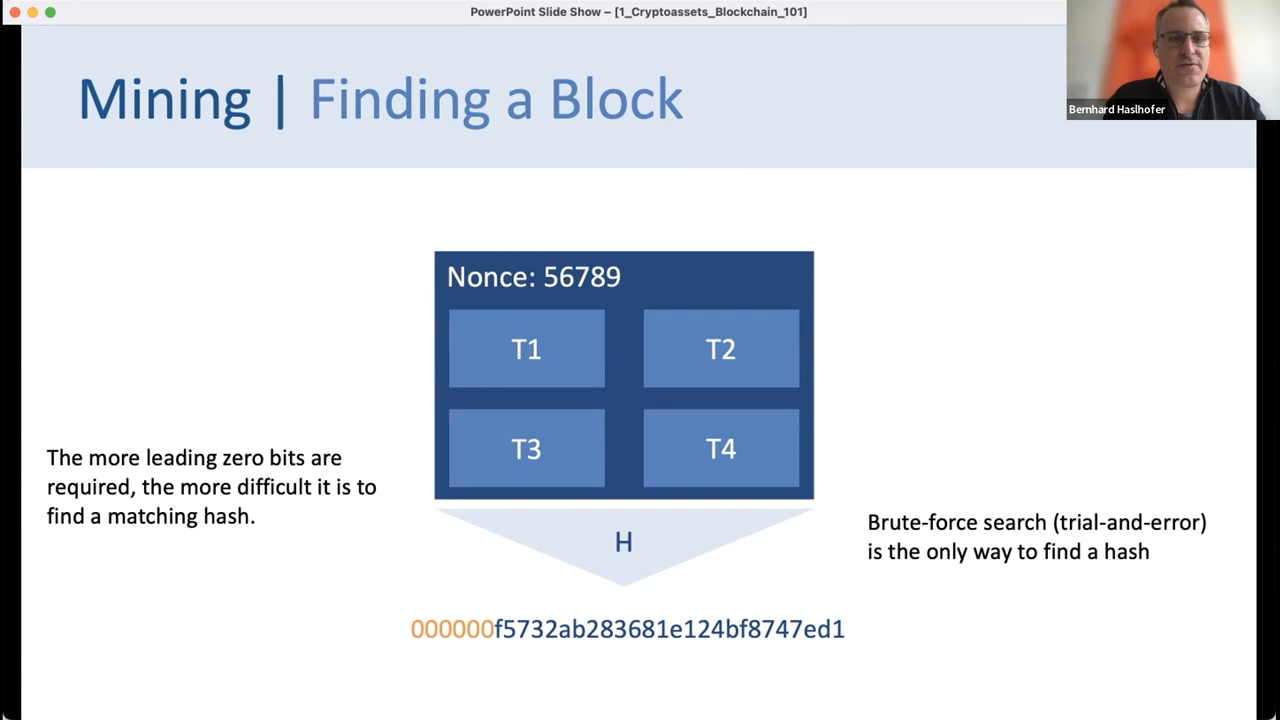 PowerPoint Slide Show – [1_Cryptoassets_Blockchain_101]
Bernhard Haslhofer
Mining | Finding a Block
Nonce: 56789
T1
T2
T3
T4
The more leading zero bits are
required, the more difficult it is to
find a matching hash.
H
Brute-force search (trial-and-error)
is the only way to find a hash
000000f5732ab283681e124bf8747ed1